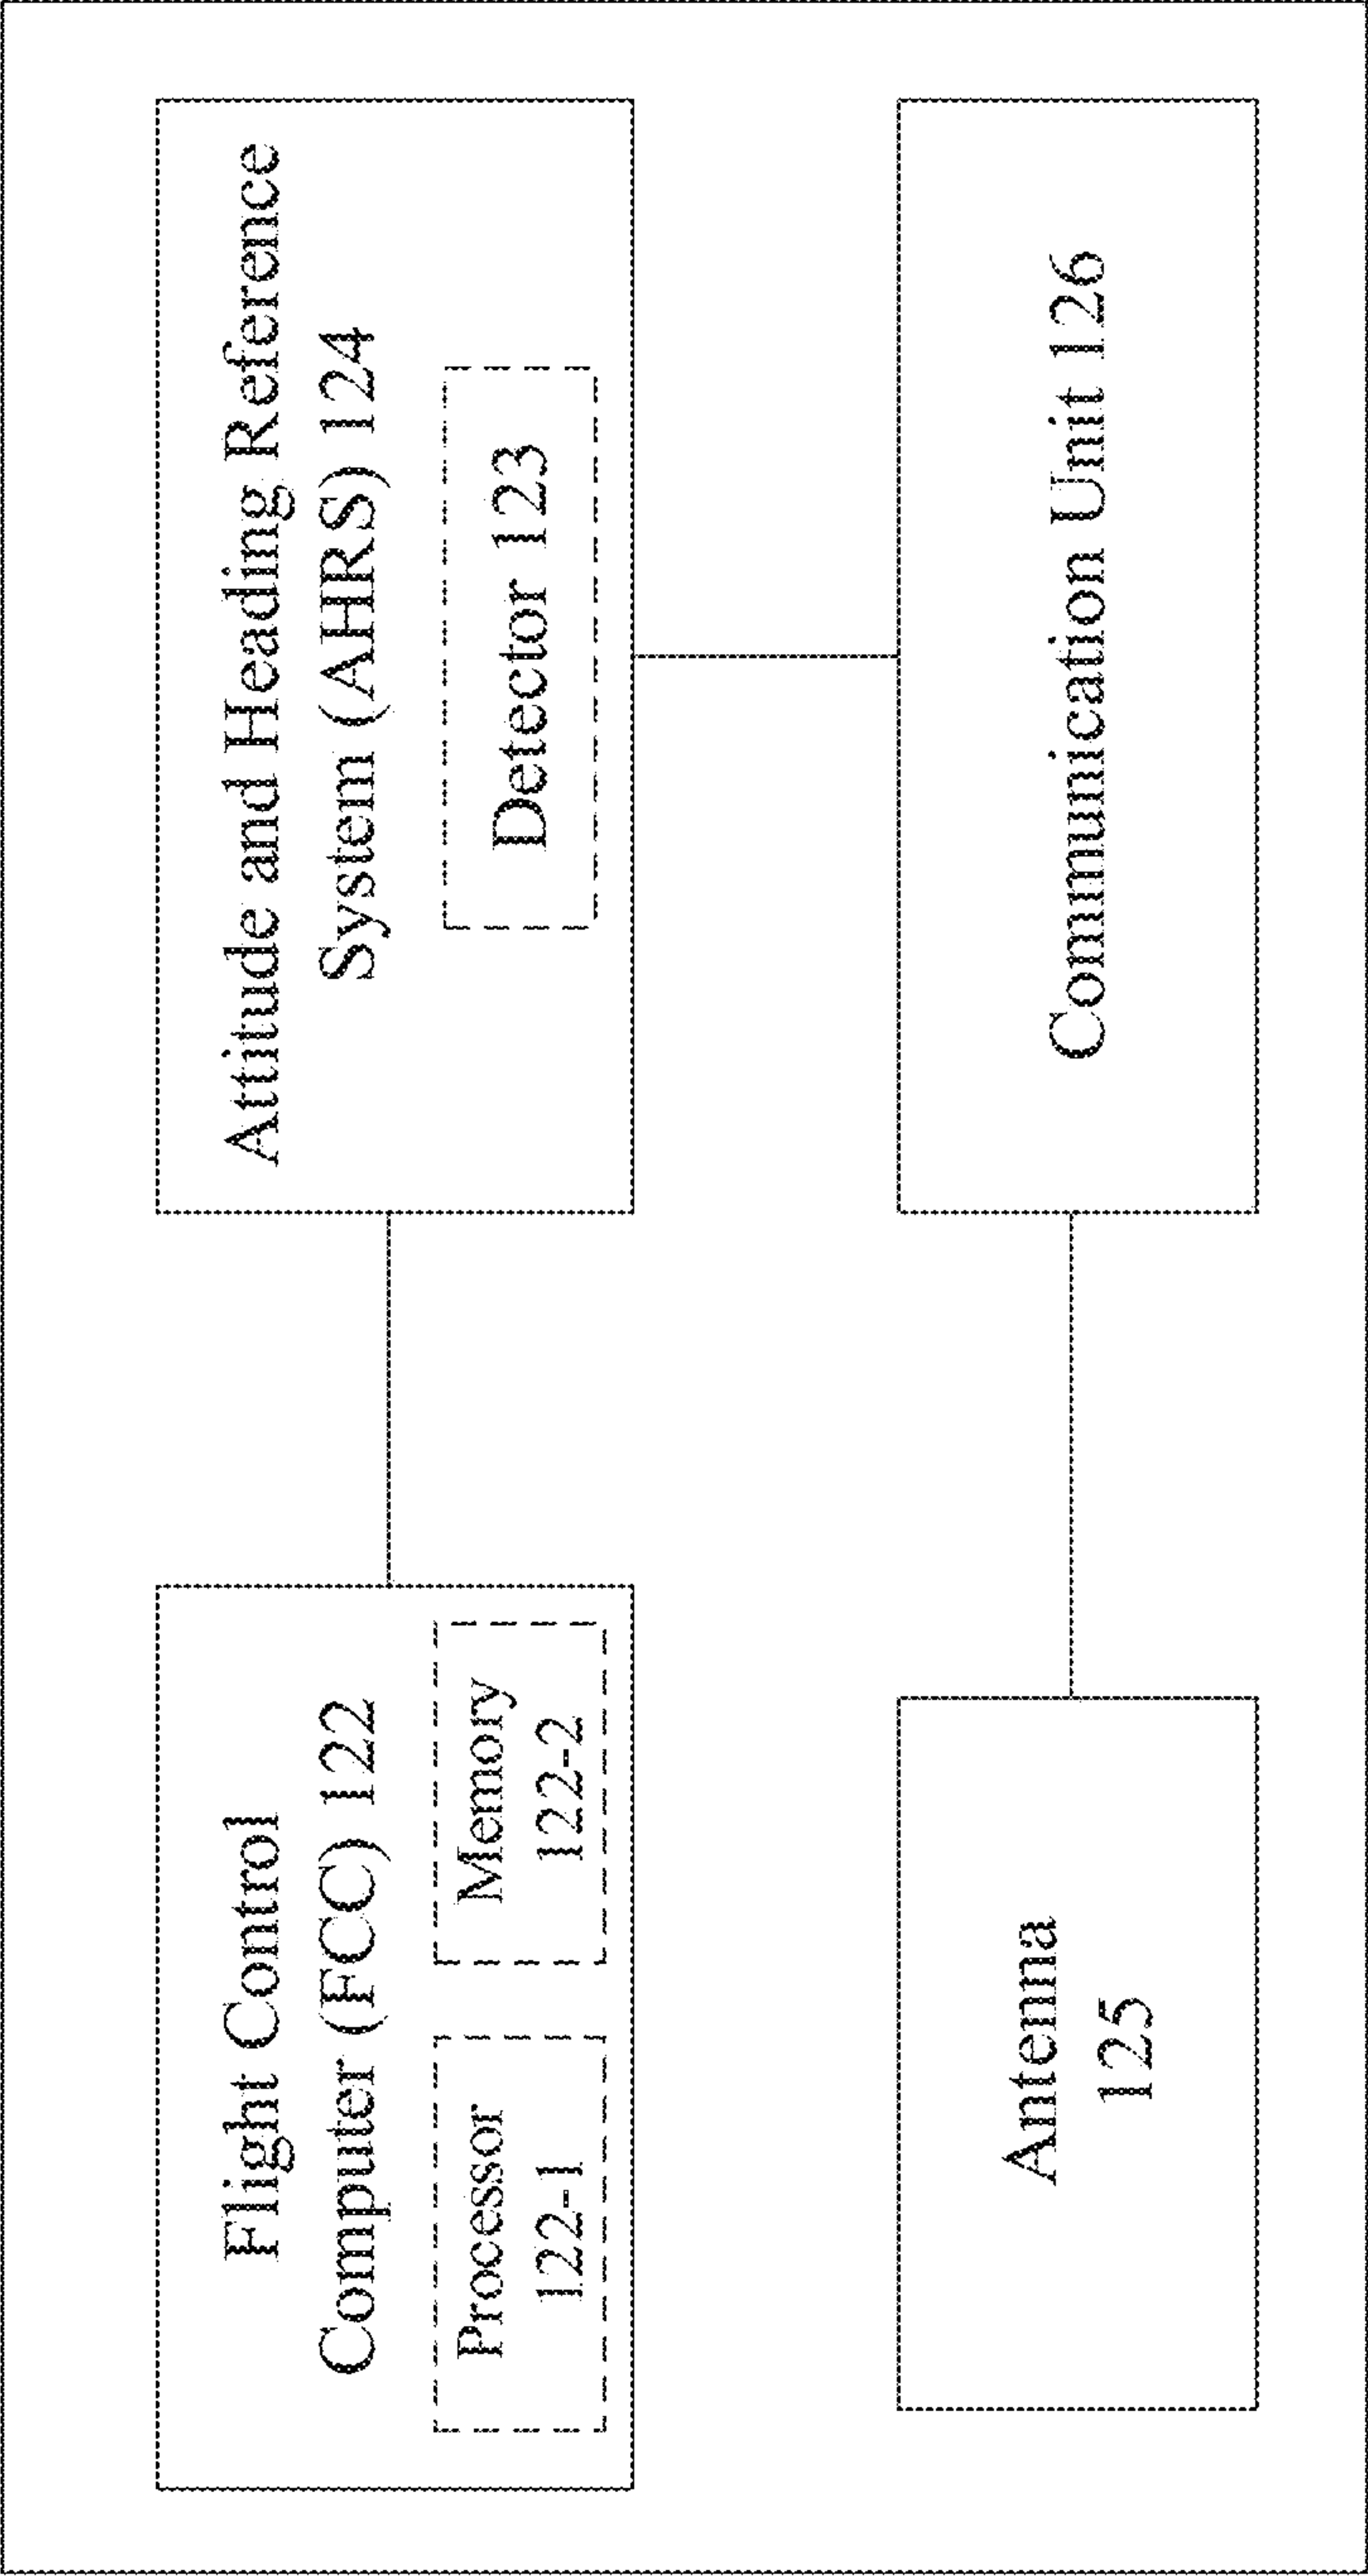 Flight Control
Computer (FCC) 122
Processor
122-1
Memory
122-2
Attitude and Heading Reference
System (AHRS) 124
Detector 123
Antenna
125
Communication Unit 126